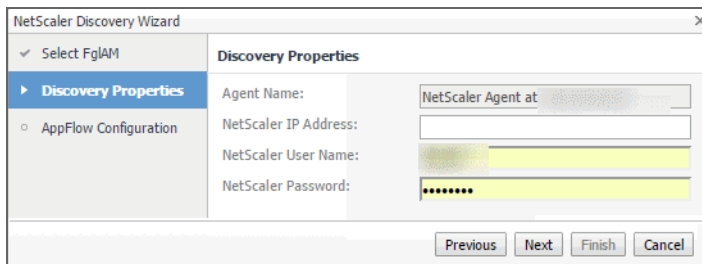 NetScaler Discovery Wizard
Select FglAM
Discovery Properties
AppFlow Configuration
Discovery Properties
Agent Name:
NetScaler Agent at
NetScaler IP Address:
NetScaler User Name:
NetScaler Password:
••••••••
Previous Next Finish Cancel